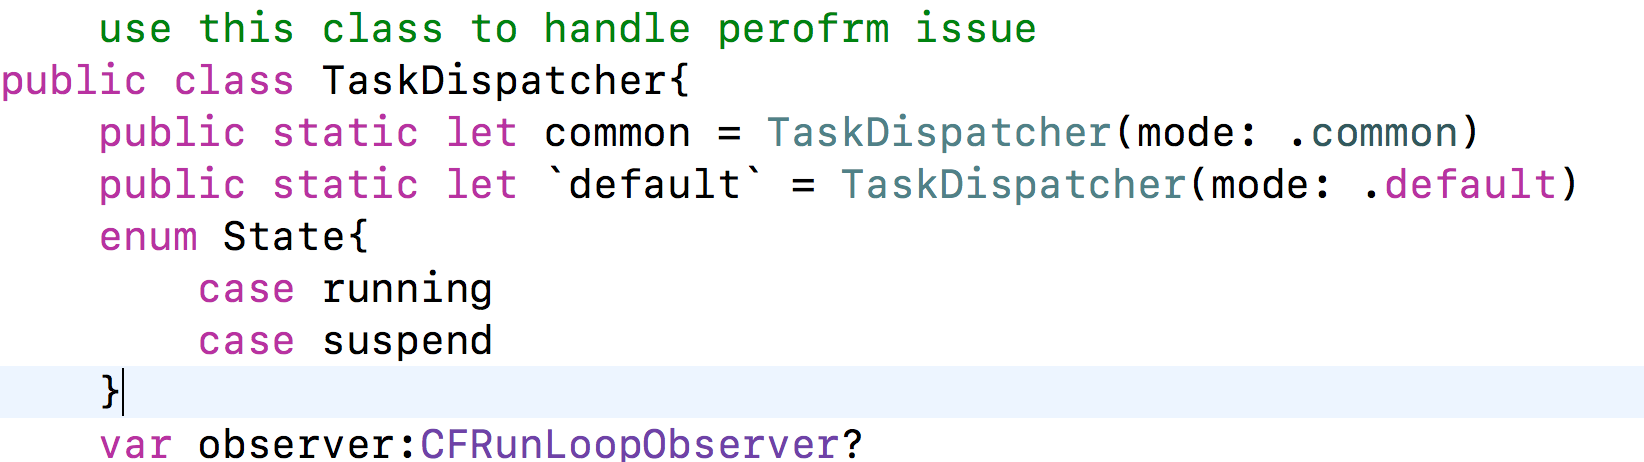 use this class to handle perofrm issue
public class TaskDispatcher{
public static let common = TaskDispatcher(mode: .common)
public static let `default` = TaskDispatcher(mode: .default)
enum State{
case running
case suspend
}
var observer:CFRunLoopObserver?